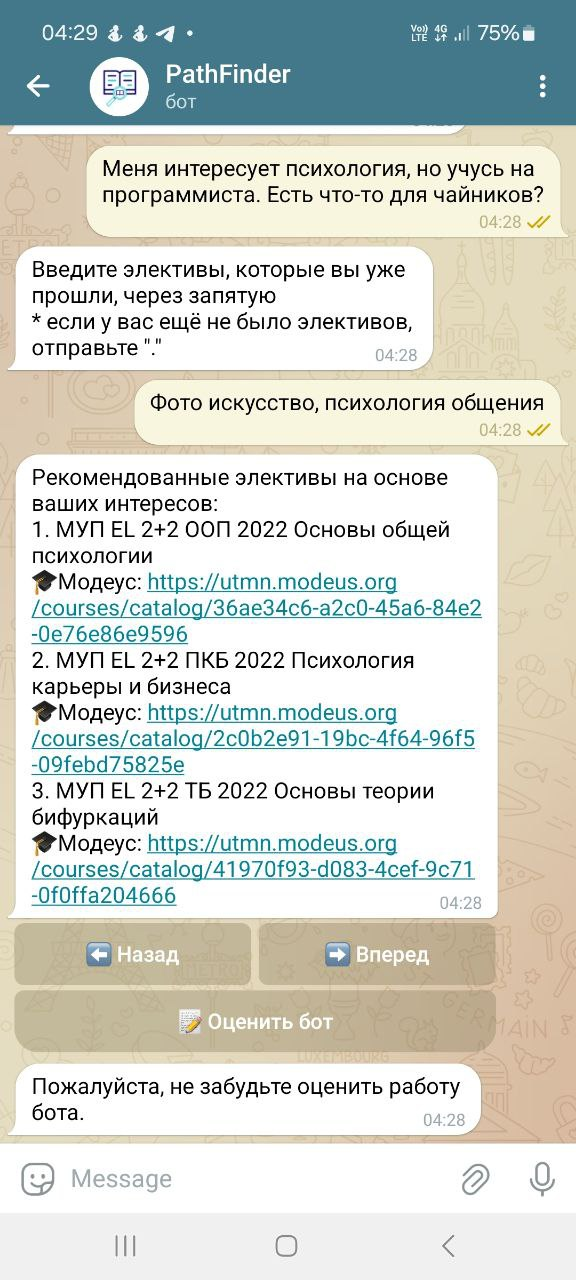 04:29
Vo)) 4G
LTE
75%
PathFinder
бот
Меня интересует психология, но учусь на
программиста. Есть что-то для чайников?
04:28
Введите элективы, которые вы уже
прошли, через запятую
* если у вас ещё не было элективов,
отправьте "."
04:28
Фото искусство, психология общения
04:28
Рекомендованные элективы на основе
ваших интересов:
1. МУП EL 2+2 ООП 2022 Основы общей
психологии
🎓Модеус: https://utmn.modeus.org
/courses/catalog/36ae34c6-a2c0-45a6-84e2
-0e76e86e9596
2. МУП EL 2+2 ПКБ 2022 Психология
карьеры и бизнеса
🎓Модеус: https://utmn.modeus.org
/courses/catalog/2c0b2e91-19bc-4f64-96f5
-09febd75825e
3. МУП EL 2+2 ТБ 2022 Основы теории
бифуркаций
🎓Модеус: https://utmn.modeus.org
/courses/catalog/41970f93-d083-4cef-9c71
-0f0ffa204666
04:28
⬅️ Назад
➡️ Вперед
📝 Оценить бот
LUXEMBOURG
Пожалуйста, не забудьте оценить работу
бота.
04:28
Message